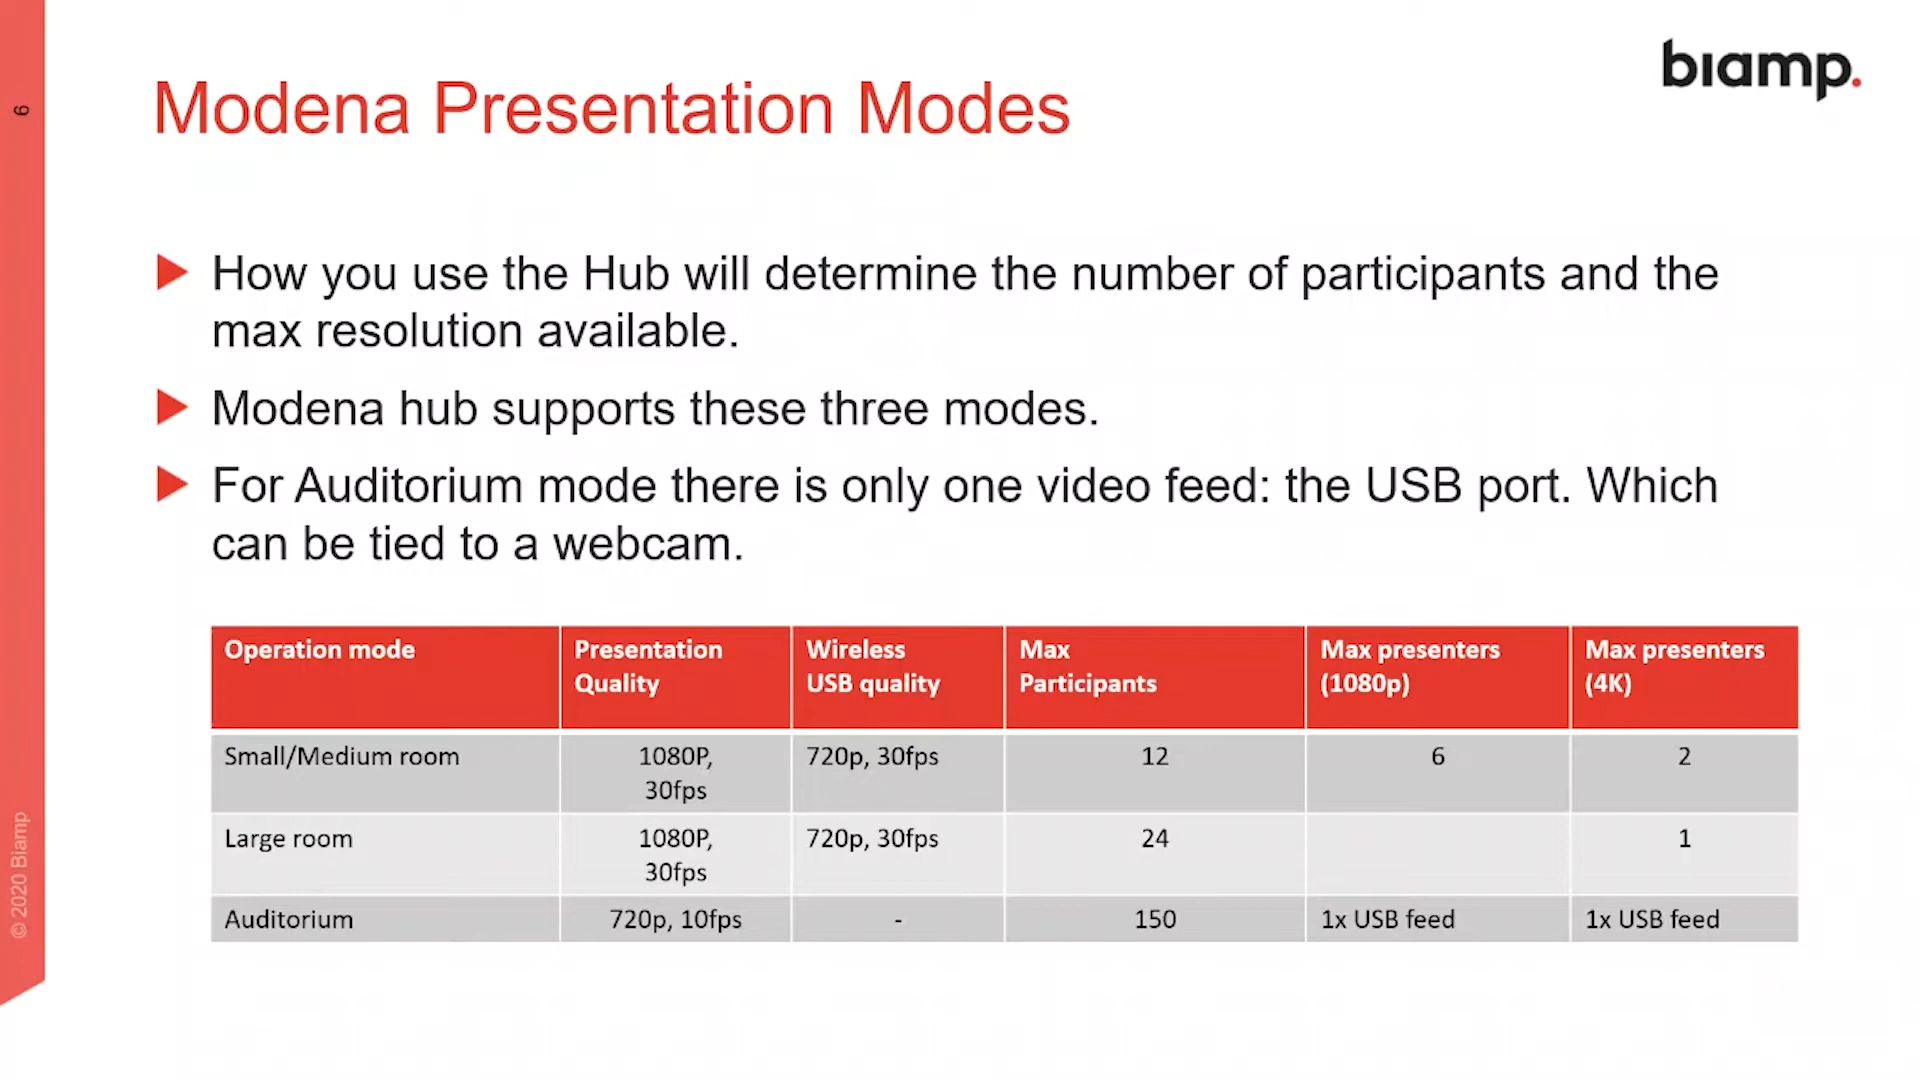 biamp.
6
Modena Presentation Modes
How you use the Hub will determine the number of participants and the
max resolution available.
Modena hub supports these three modes.
For Auditorium mode there is only one video feed: the USB port. Which
can be tied to a webcam.
Operation mode Presentation Quality Wireless USB quality Max Participants Max presenters (1080p) Max presenters (4K)
Small/Medium room 1080P, 30fps 720p, 30fps 12 6 2
Large room 1080P, 30fps 720p, 30fps 24 1
Auditorium 720p, 10fps - 150 1x USB feed 1x USB feed
© 2020 Biamp